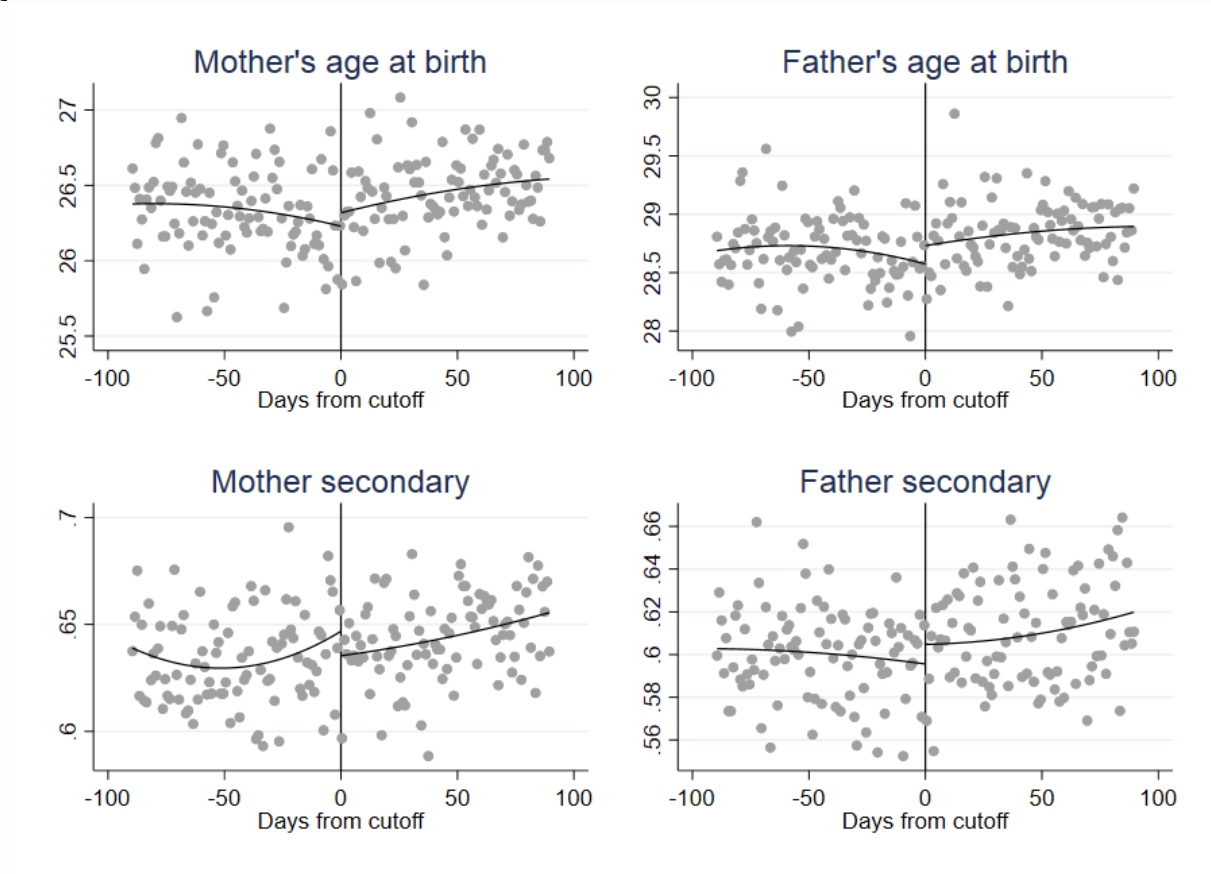 Mother's age at birth
27
26.5
26
25.5
-100 -50 0 50 100
Days from cutoff
Father's age at birth
30
29.5
29
28.5
28
-100 -50 0 50 100
Days from cutoff
Mother secondary
.7
.65
.6
-100 -50 0 50 100
Days from cutoff
Father secondary
.66
.64
.62
.6
.58
.56
-100 -50 0 50 100
Days from cutoff